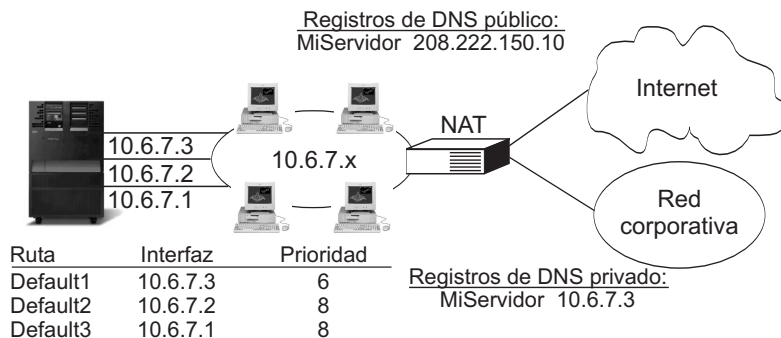 Registros de DNS público:
MiServidor 208.222.150.10
Internet
NAT
10.6.7.3
10.6.7.2
10.6.7.1
10.6.7.x
Red
corporativa
Ruta Interfaz Prioridad
Default1 10.6.7.3 6
Default2 10.6.7.2 8
Default3 10.6.7.1 8
Registros de DNS privado:
MiServidor 10.6.7.3